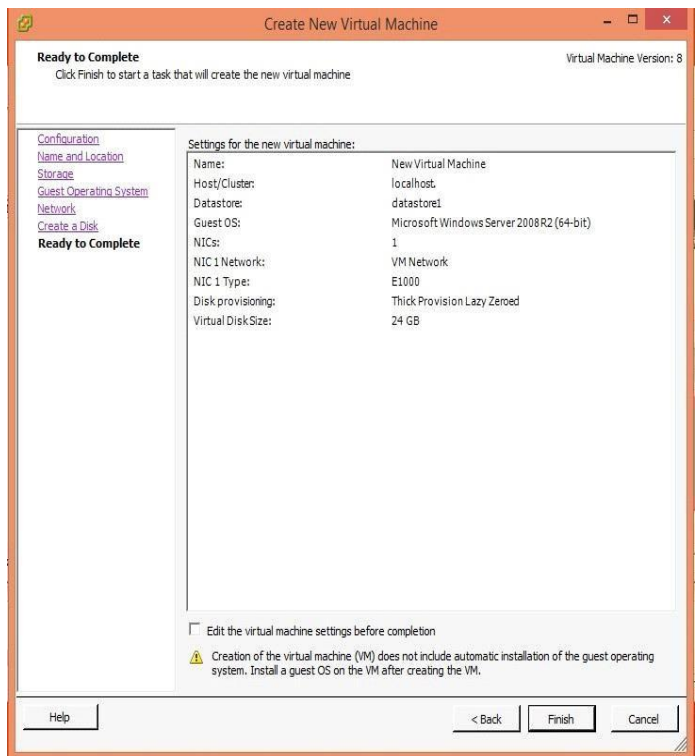 Create New Virtual Machine
Ready to Complete
Click Finish to start a task that will create the new virtual machine
Virtual Machine Version: 8
Configuration
Name and Location
Storage
Guest Operating System
Network
Create a Disk
Ready to Complete
Settings for the new virtual machine:
Name: New Virtual Machine
Host/Cluster: localhost.
Datastore: datastore1
Guest OS: Microsoft Windows Server 2008 R2 (64-bit)
NICs: 1
NIC 1 Network: VM Network
NIC 1 Type: E1000
Disk provisioning: Thick Provision Lazy Zeroed
Virtual Disk Size: 24 GB
Edit the virtual machine settings before completion
Creation of the virtual machine (VM) does not include automatic installation of the guest operating
system. Install a guest OS on the VM after creating the VM.
Help
< Back
Finish
Cancel